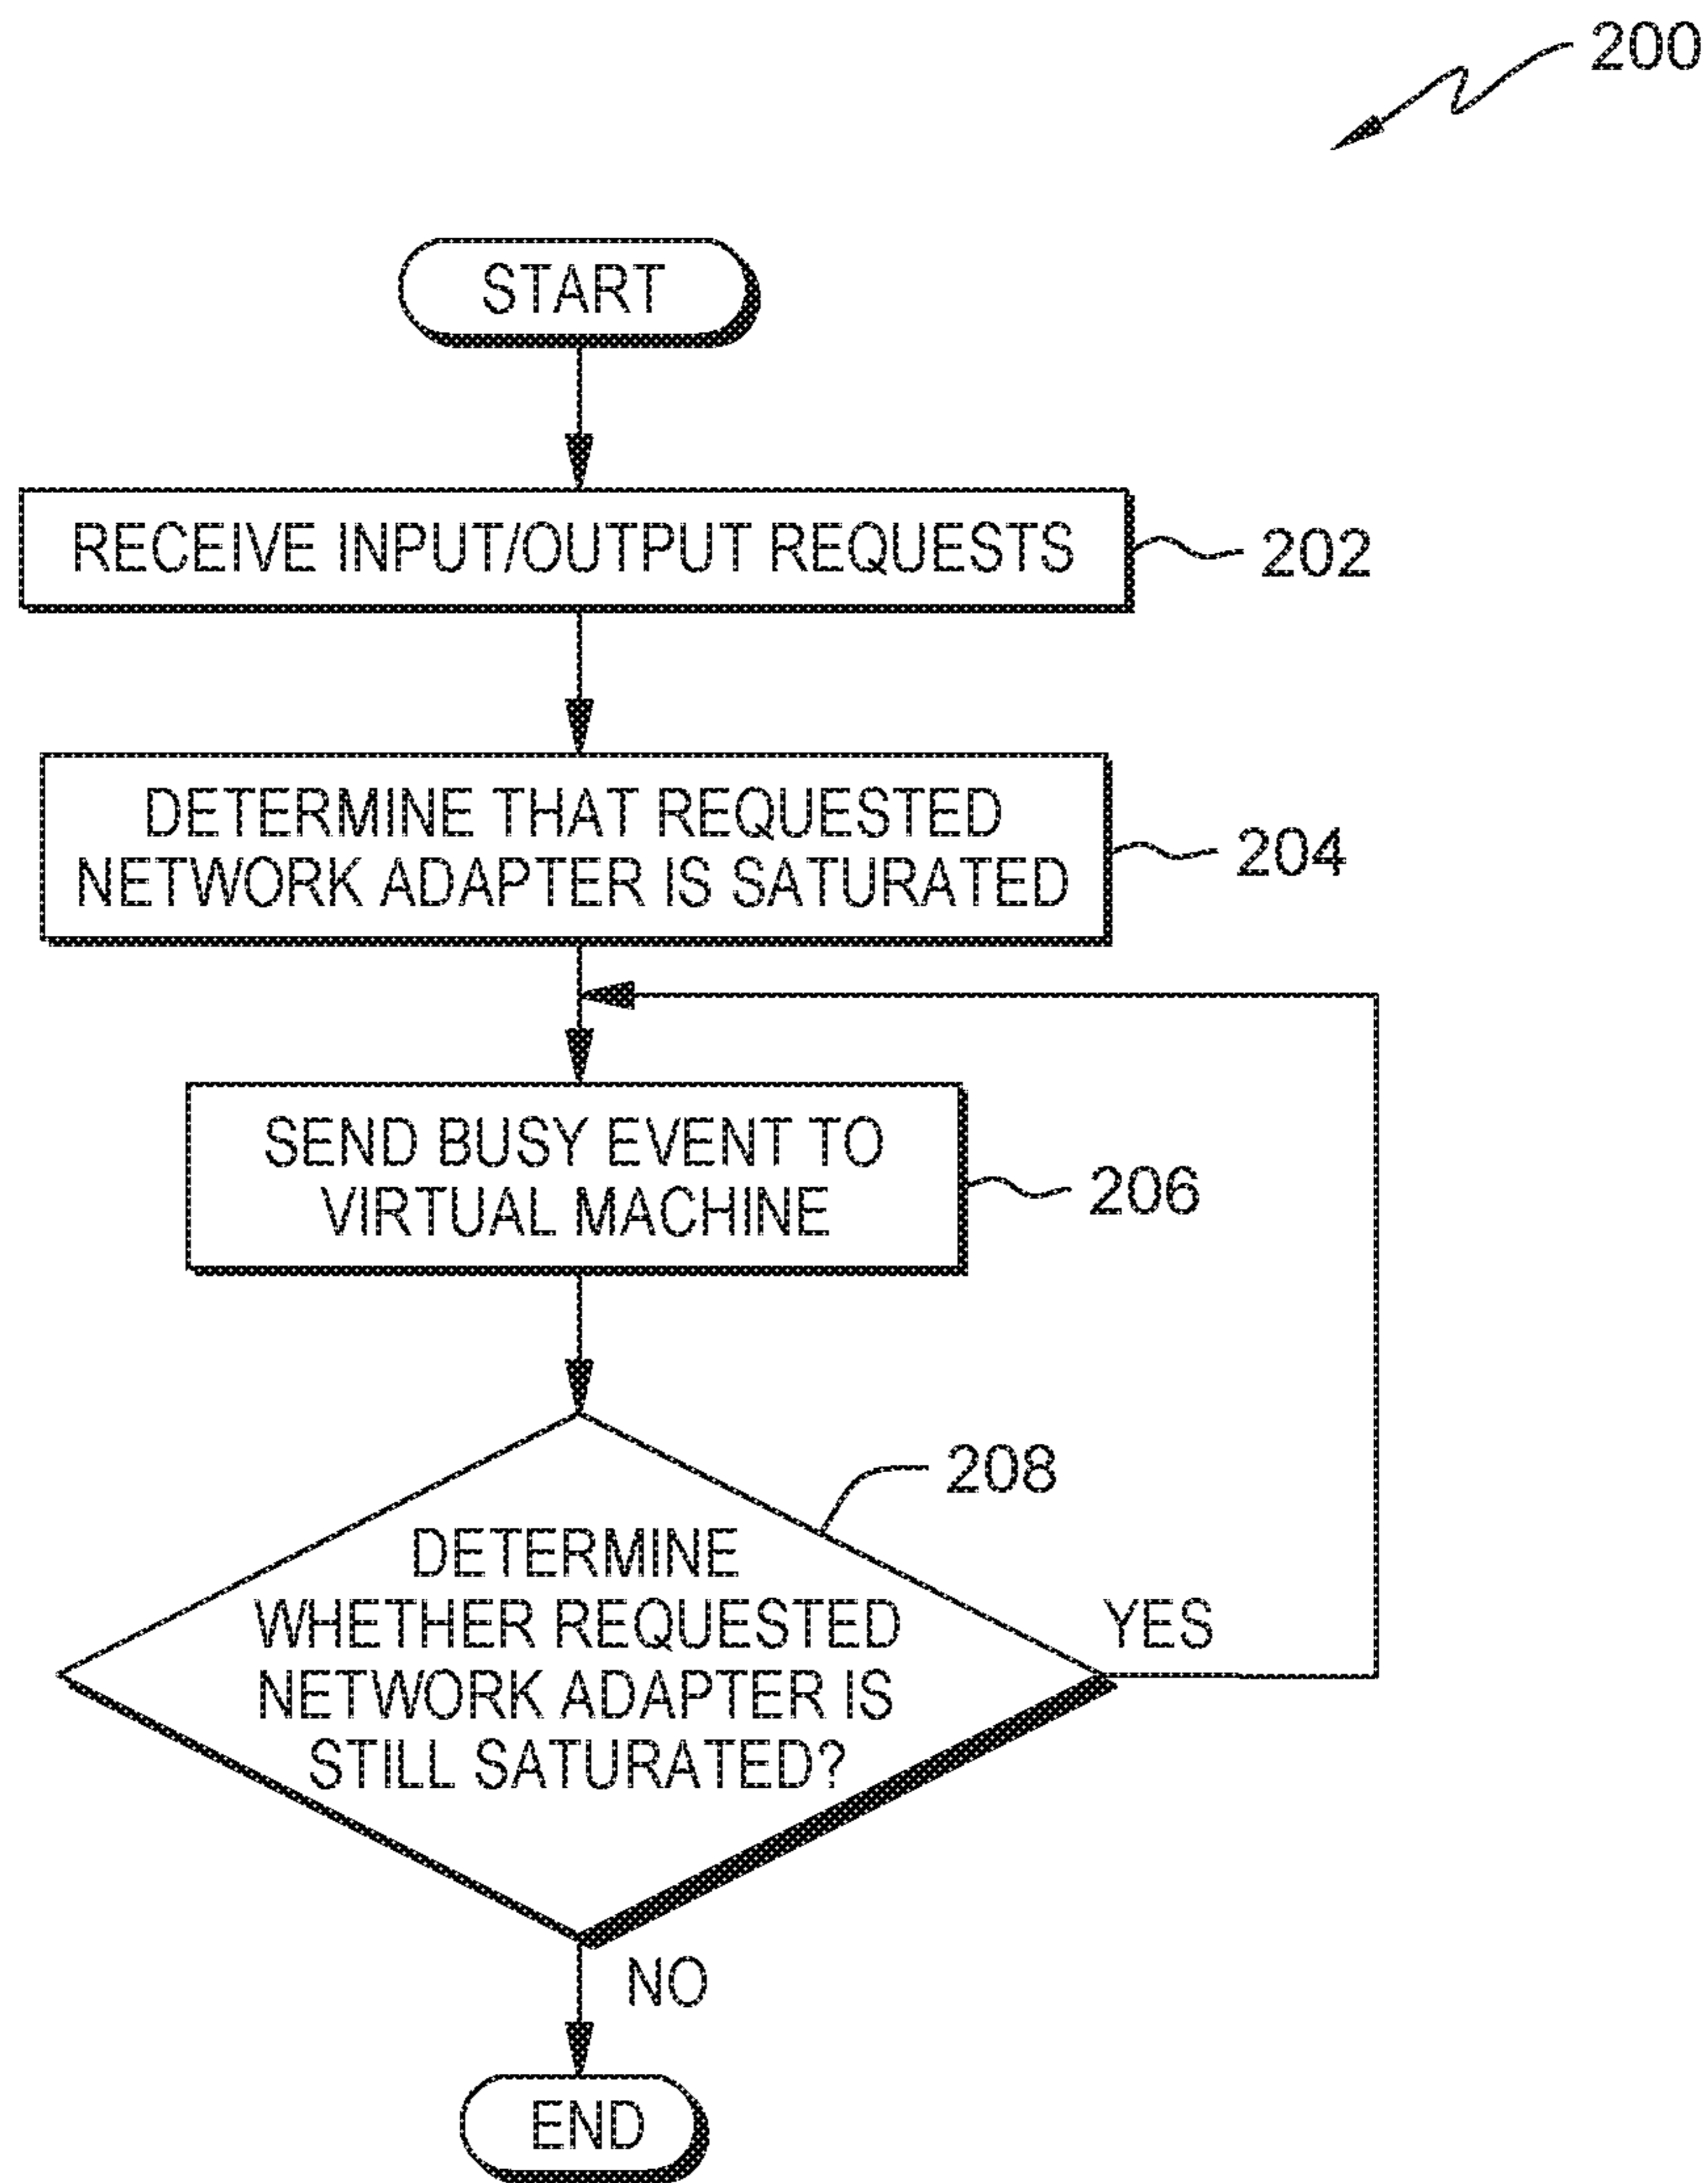 200
START
RECEIVE INPUT/OUTPUT REQUESTS
202
DETERMINE THAT REQUESTED
NETWORK ADAPTER IS SATURATED
204
SEND BUSY EVENT TO
VIRTUAL MACHINE
206
208
DETERMINE
WHETHER REQUESTED
NETWORK ADAPTER IS
STILL SATURATED?
YES
NO
END